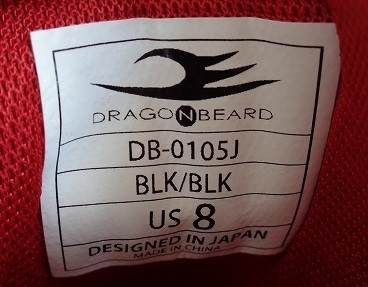 DRAGONBEARD
DB-0105J
BLK/BLK
US 8
DESIGNED IN JAPAN
MADE IN CHINA